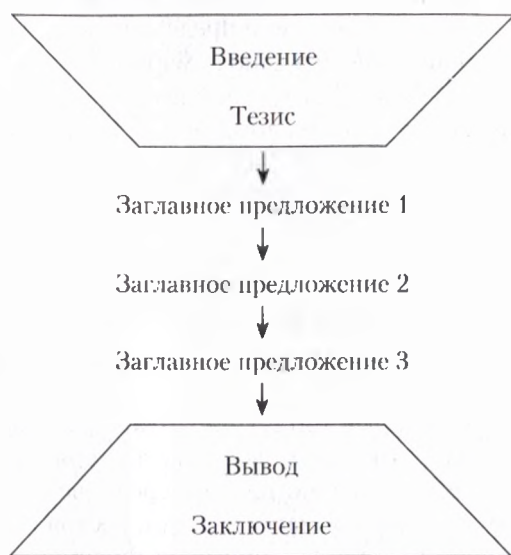 Введение
Тезис
Заглавное предложение 1
Заглавное предложение 2
Заглавное предложение 3
Вывод
Заключение